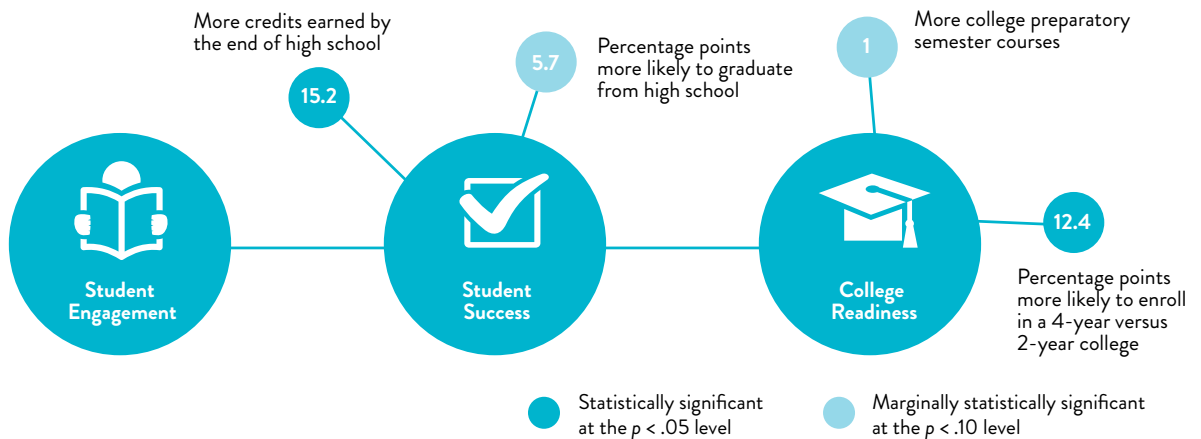 More credits earned by
the end of high school
15.2
5.7
Percentage points
more likely to graduate
from high school
1
More college preparatory
semester courses
Student
Engagement
Student
Success
College
Readiness
12.4
Percentage points
more likely to enroll
in a 4-year versus
2-year college
Statistically significant
at the p < .05 level
Marginally statistically significant
at the p < .10 level